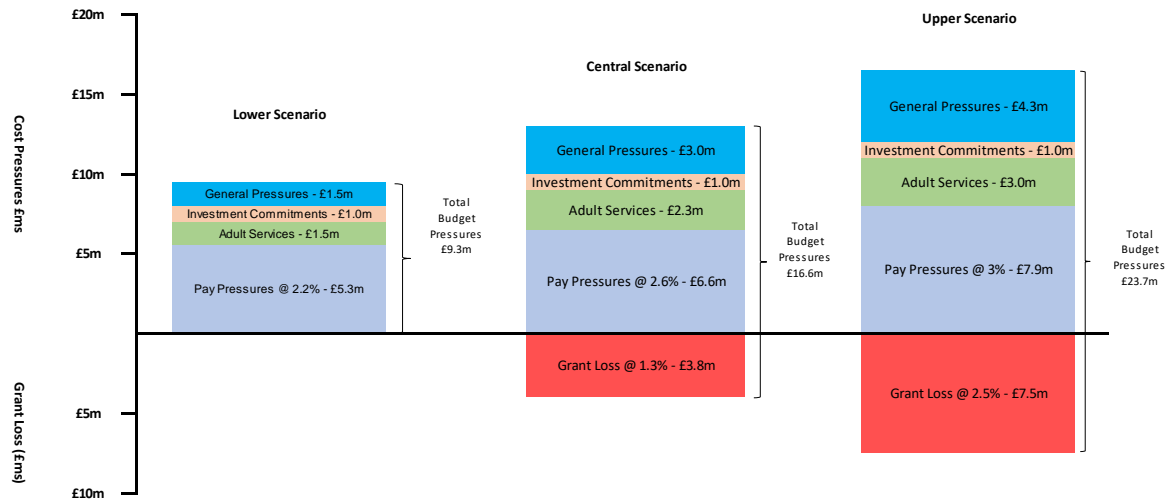 £20m
£15m
£10m
£5m
£5m
£10m
Cost Pressures £ms
Grant Loss (£ms)
Lower Scenario
General Pressures - £1.5m
Investment Commitments - £1.0m
Adult Services - £1.5m
Pay Pressures @ 2.2% - £5.3m
Total
Budget
Pressures
£9.3m
Central Scenario
General Pressures - £3.0m
Investment Commitments - £1.0m
Adult Services - £2.3m
Pay Pressures @ 2.6% - £6.6m
Grant Loss @ 1.3% - £3.8m
Total
Budget
Pressures
£16.6m
Upper Scenario
General Pressures - £4.3m
Investment Commitments - £1.0m
Adult Services - £3.0m
Pay Pressures @ 3% - £7.9m
Grant Loss @ 2.5% - £7.5m
Total
Budget
Pressures
£23.7m